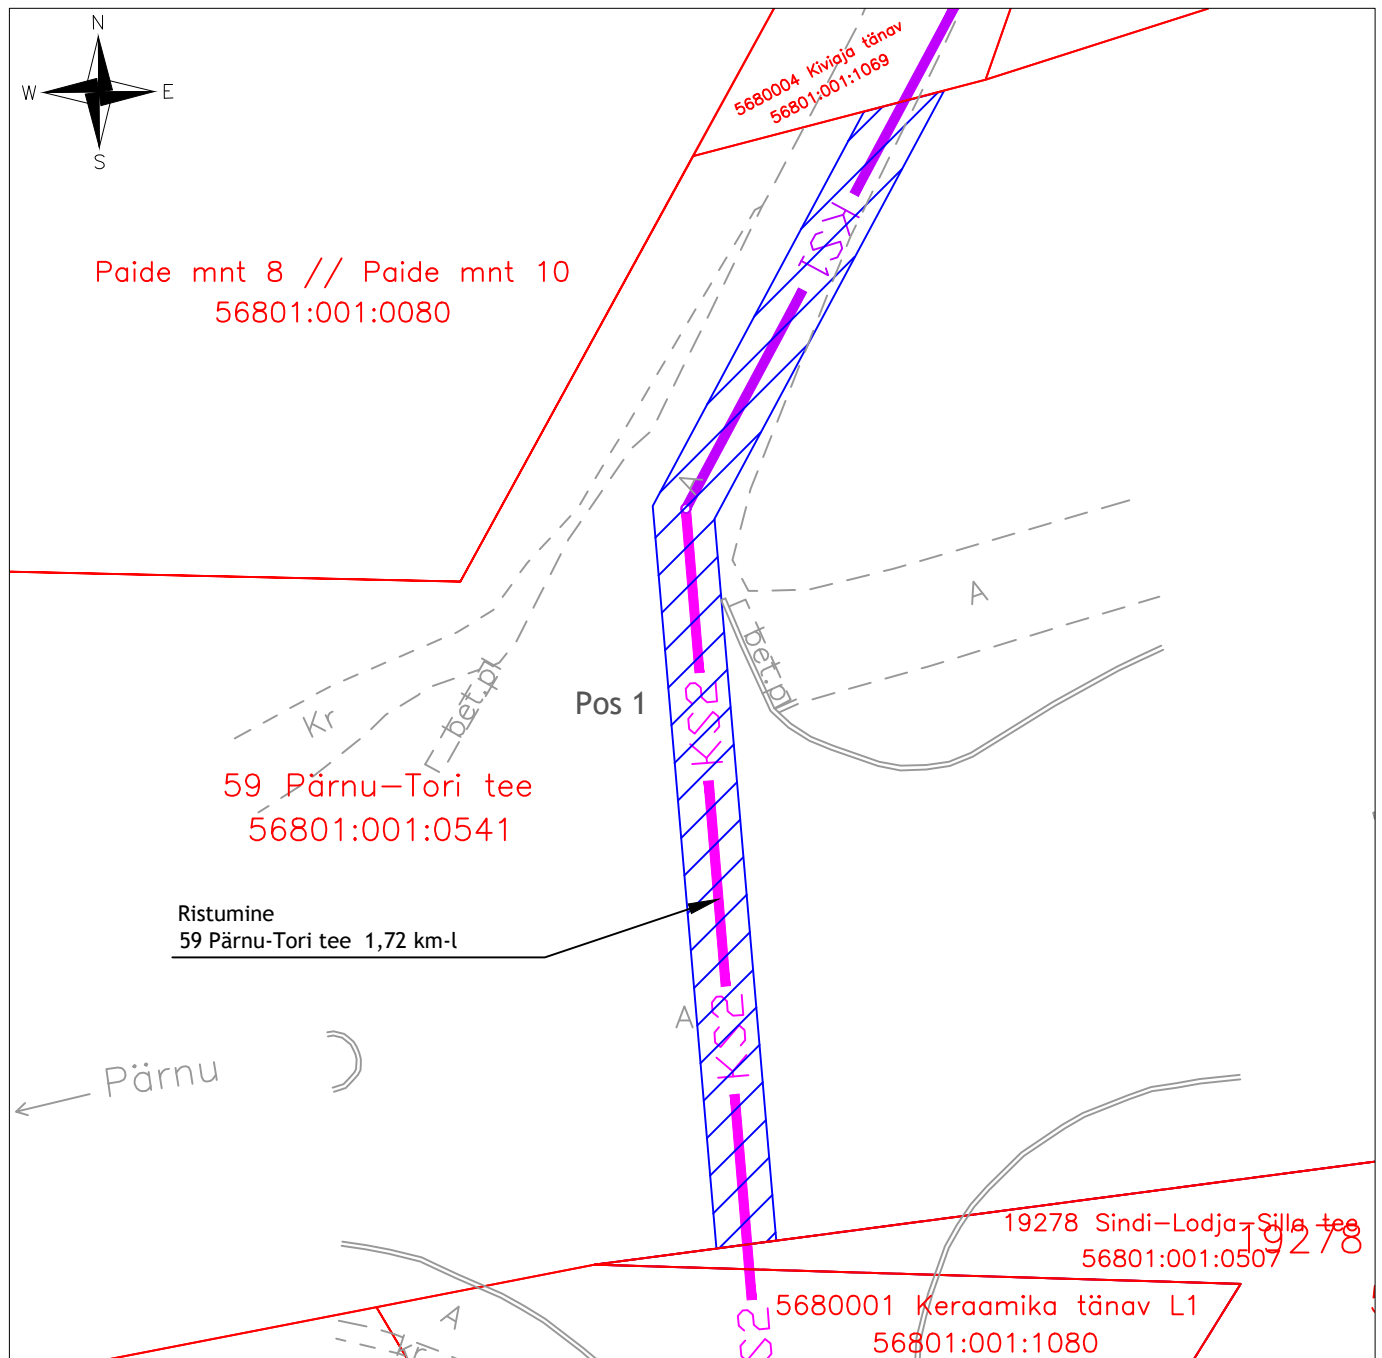 N
W E
S
5680004 Kiviaja tänav
56801:001:1069
KS1
Paide mnt 8 // Paide mnt 10
56801:001:0080
A
A
bet.pl
bet.pl
Kr
Pos 1
KS2
59 Pärnu-Tori tee
56801:001:0541
Ristumine
59 Pärnu-Tori tee 1,72 km-l
A
KS2
Pärnu
19278 Sindi-Lodja-Silla tee
56801:001:0507
19278
5680001 Keraamika tänav L1
56801:001:1080
A
Kr
S2